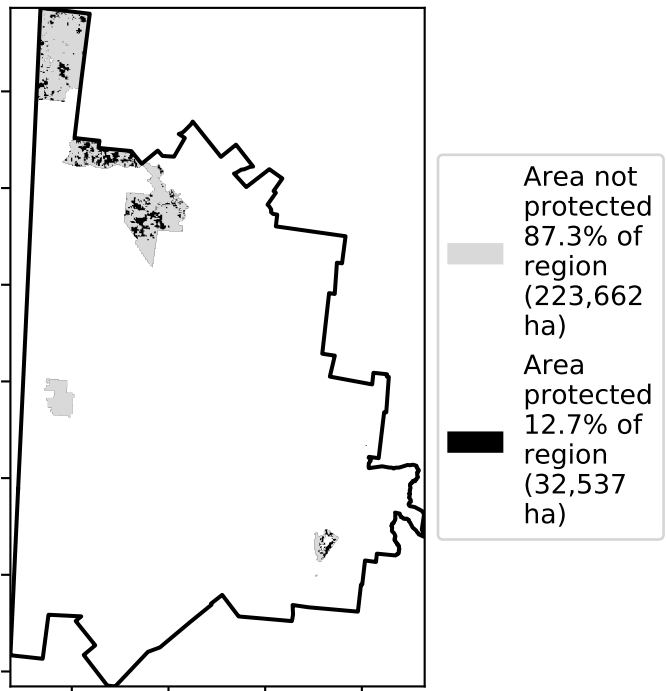 Area not
protected
87.3% of
region
(223,662
ha)
Area
protected
12.7% of
region
(32,537
ha)